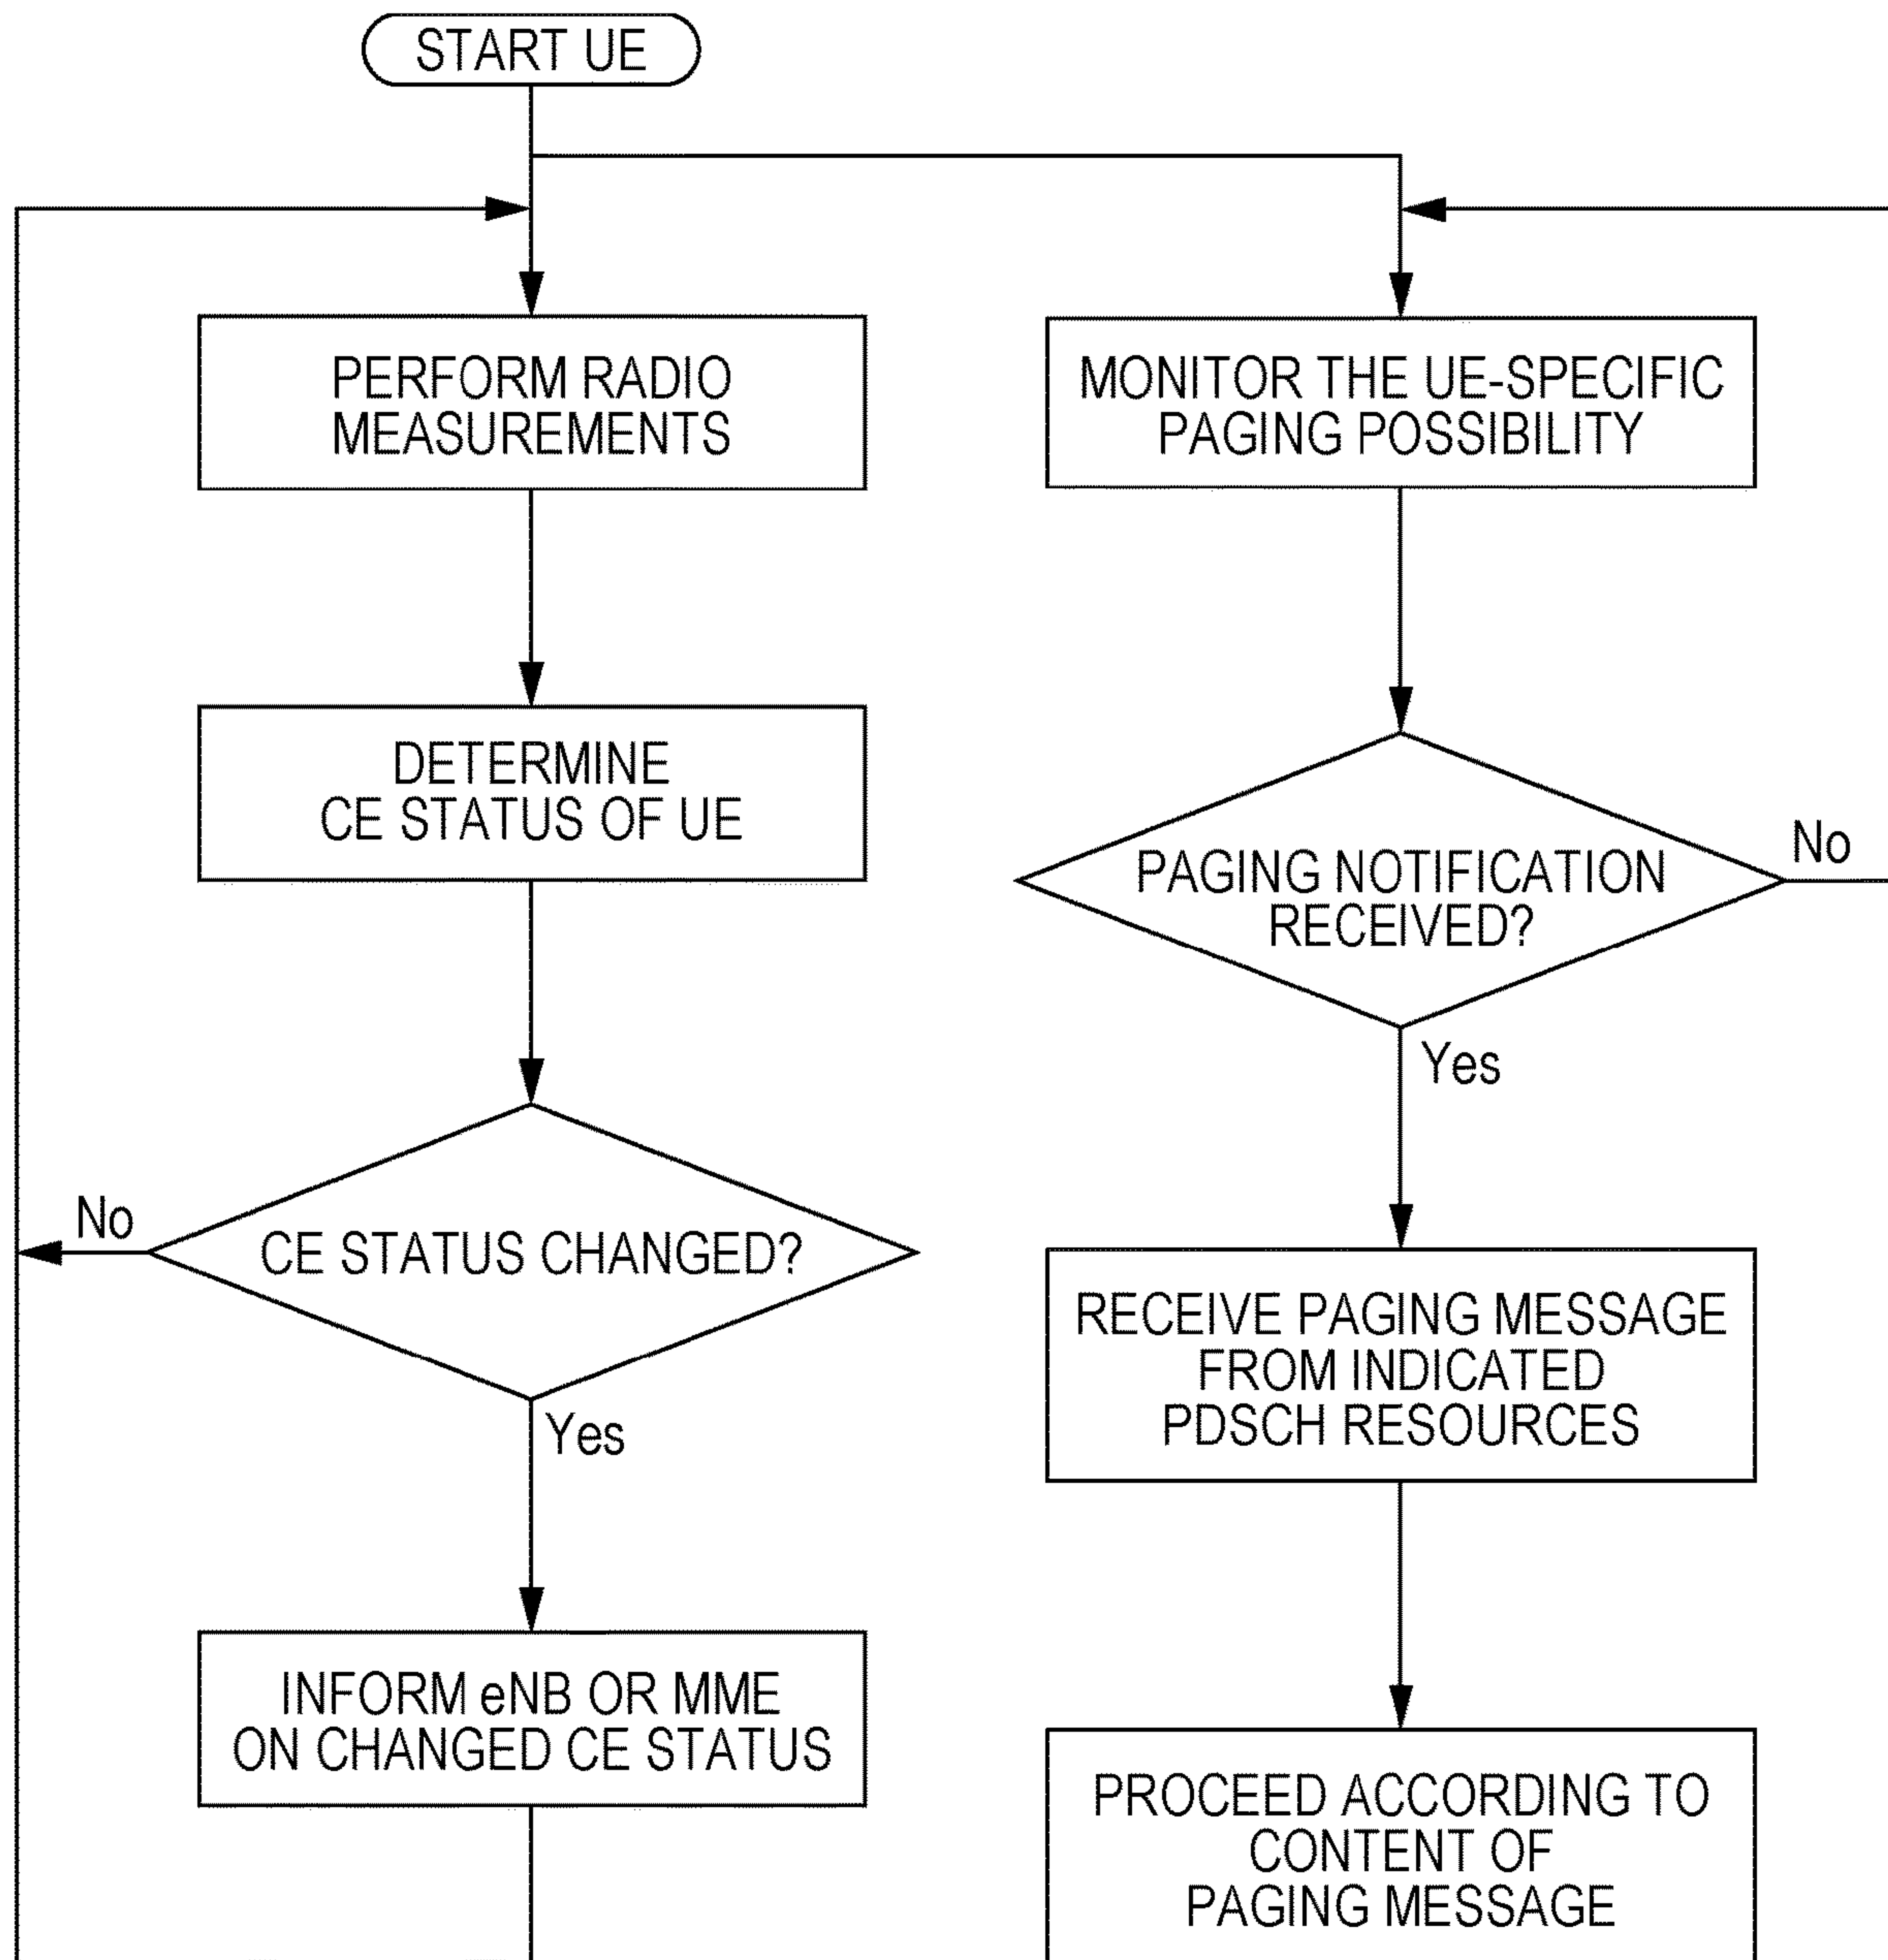 START UE
PERFORM RADIO
MEASUREMENTS
DETERMINE
CE STATUS OF UE
CE STATUS CHANGED?
No
Yes
INFORM eNB OR MME
ON CHANGED CE STATUS
MONITOR THE UE-SPECIFIC
PAGING POSSIBILITY
PAGING NOTIFICATION
RECEIVED?
No
Yes
RECEIVE PAGING MESSAGE
FROM INDICATED
PDSCH RESOURCES
PROCEED ACCORDING TO
CONTENT OF
PAGING MESSAGE